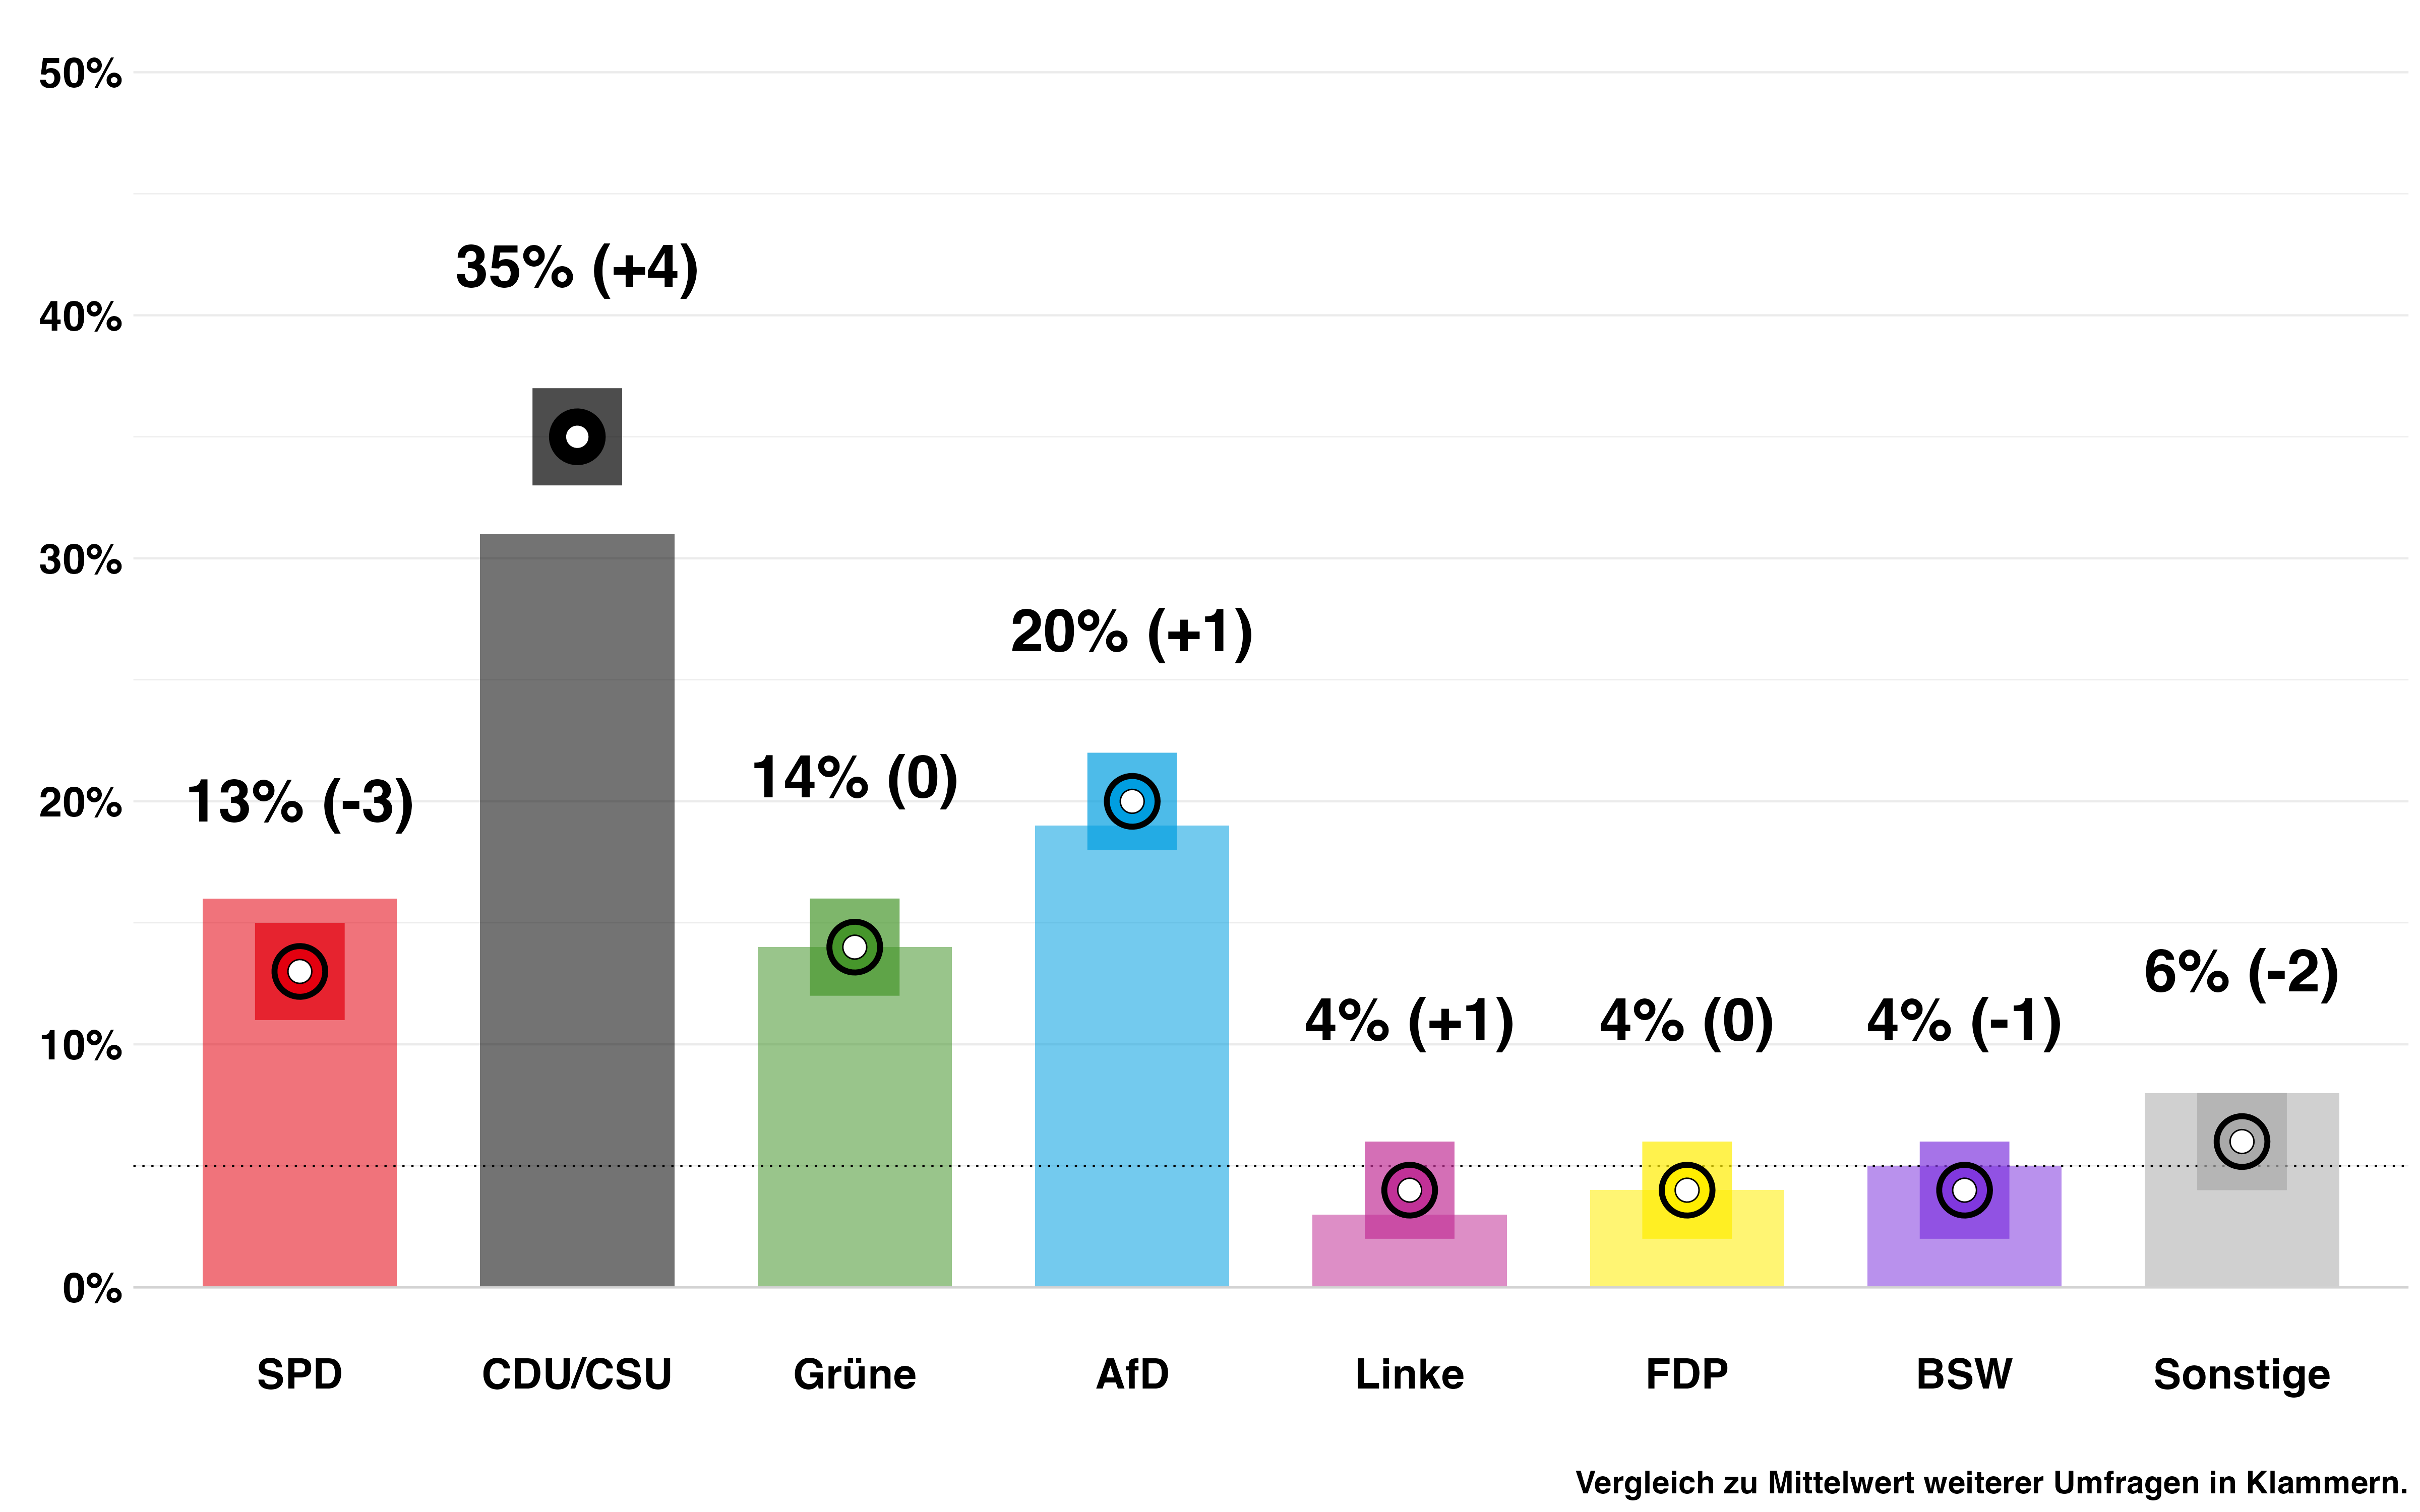 50%
40%
30%
20%
10%
0%
13% (-3)
35% (+4)
14% (0)
20% (+1)
4% (+1)
4% (0)
4% (-1)
6% (-2)
SPD
CDU/CSU
Grüne
AfD
Linke
FDP
BSW
Sonstige
Vergleich zu Mittelwert weiterer Umfragen in Klammern.